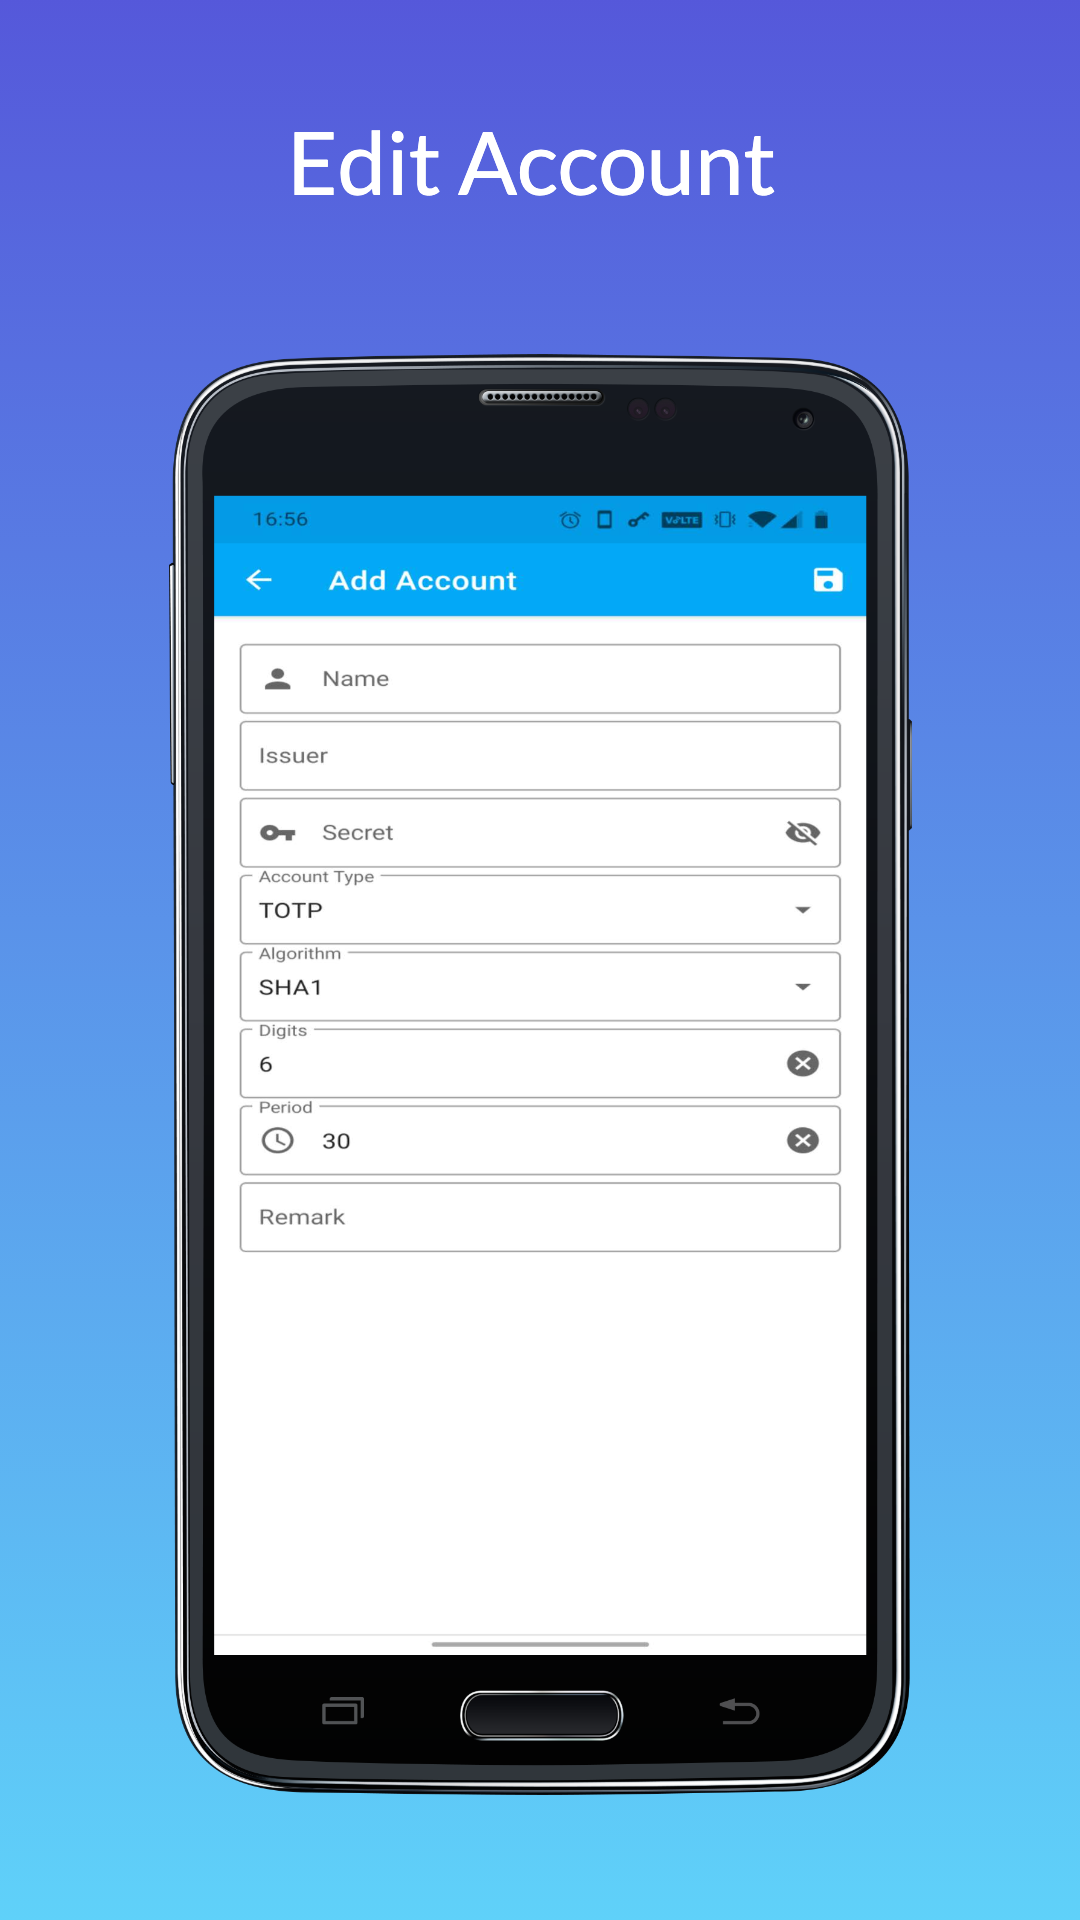 Edit Account
16:56
VoLTE
Add Account
Name
Issuer
Secret
Account Type
TOTP
Algorithm
SHA1
Digits
6
Period
30
Remark